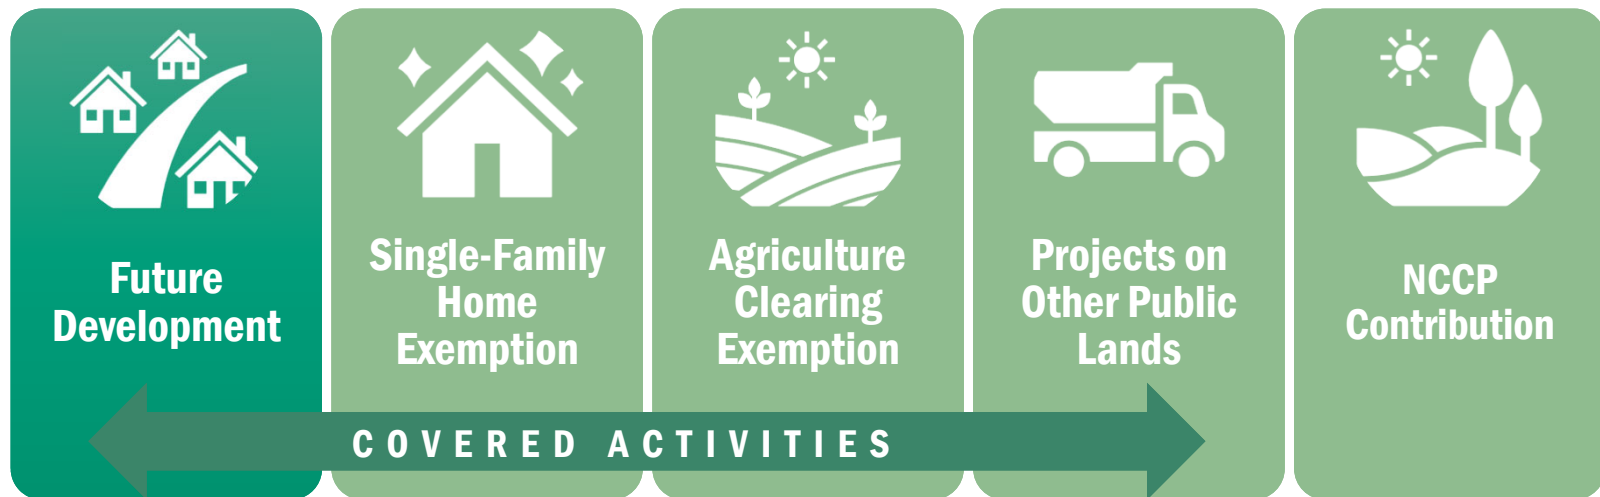 Future
Development
Single-Family
Home
Exemption
Agriculture
Clearing
Exemption
Projects on
Other Public
Lands
NCCP
Contribution
COVERED ACTIVITIES